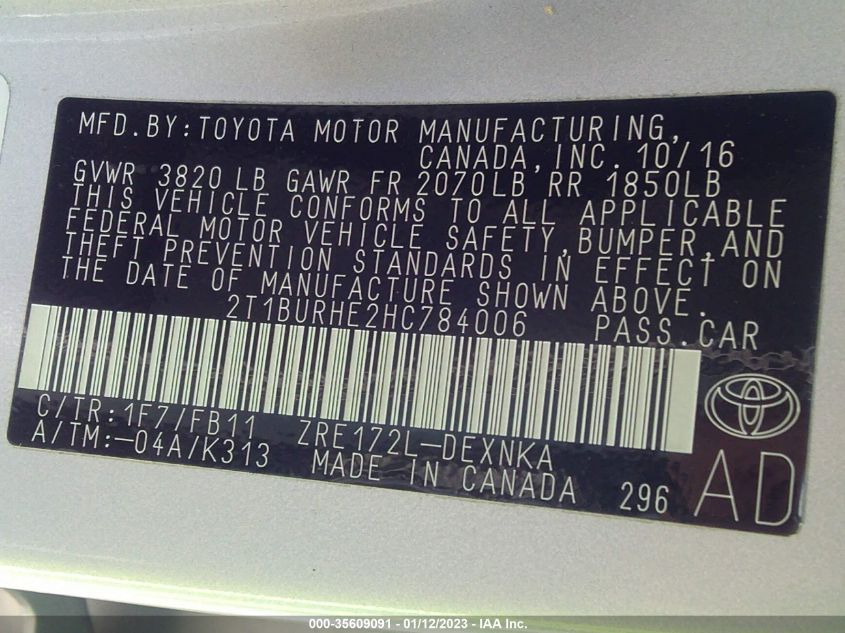 MFD.BY:TOYOTA MOTOR MANUFACTURING,
CANADA,INC. 10/16
GVWR 3820 LB GAWR FR 2070LB RR 1850LB
THIS VEHICLE CONFORMS TO ALL APPLICABLE
FEDERAL MOTOR VEHICLE SAFETY,BUMPER,AND
THEFT PREVENTION STANDARDS IN EFFECT ON
THE DATE OF MANUFACTURE SHOWN ABOVE.
2T1BURHE2HC784006 PASS.CAR
C/TR:1F7/FB11 ZRE172L-DEXNKA
A/TM:-04A/K313 MADE IN CANADA 296
AD
000-35609091 - 01/12/2023 - IAA Inc.